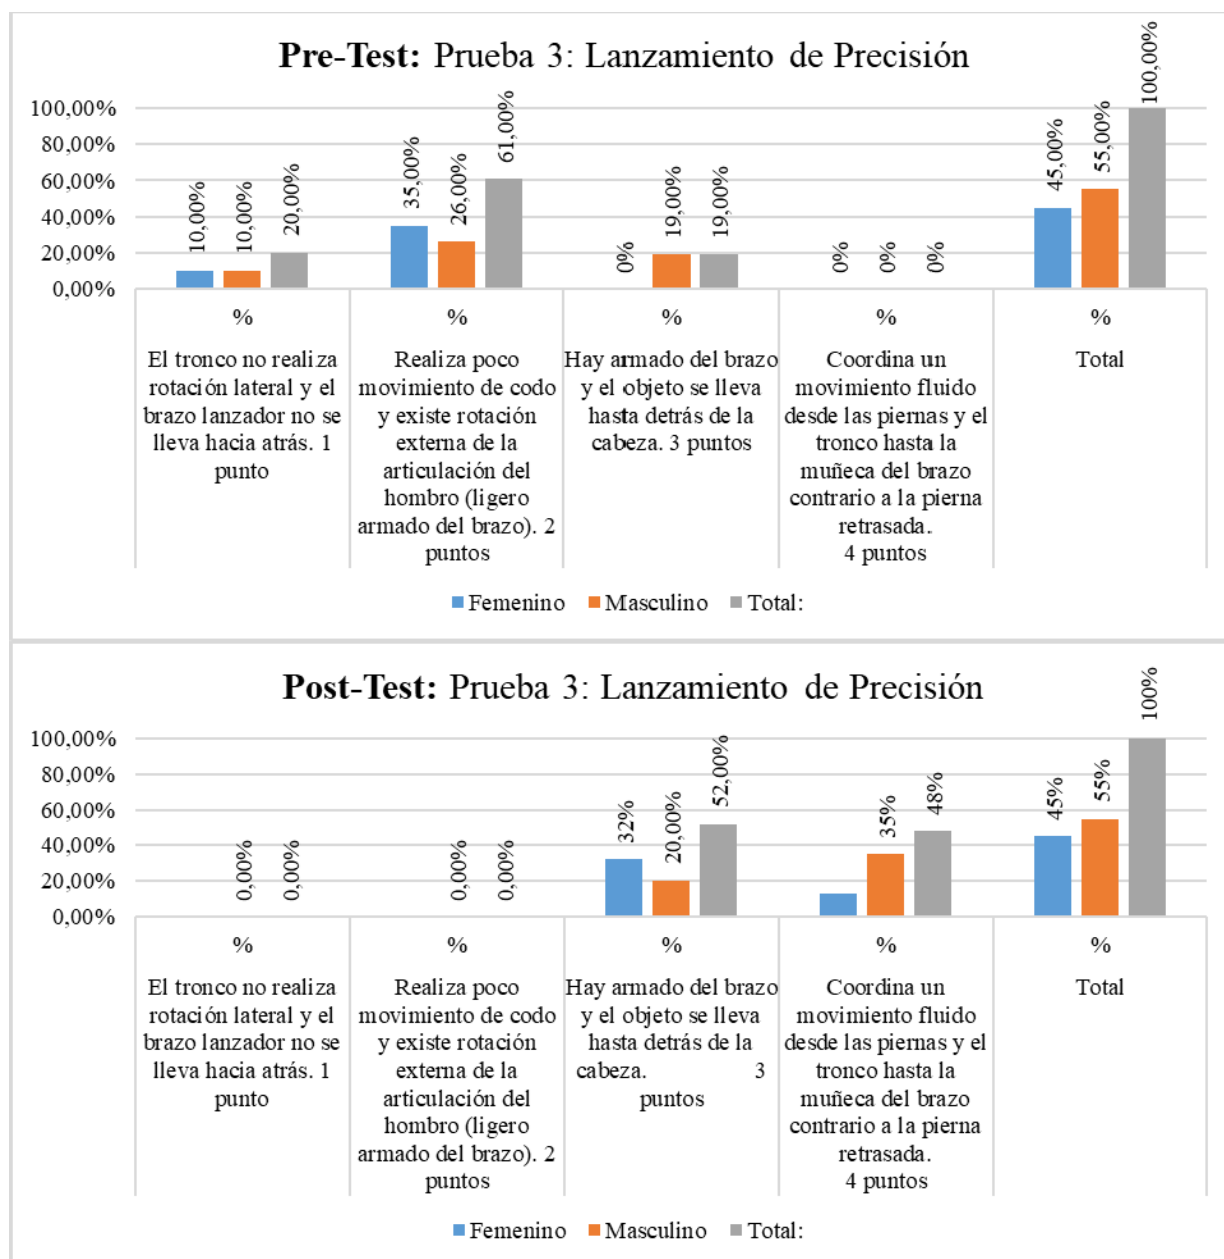 Pre-Test: Prueba 3: Lanzamiento de Precisión
100,00%
80,00%
60,00%
40,00%
20,00%
0,00%
10,00%
10,00%
20,00%
35,00%
26,00%
61,00%
0%
19,00%
19,00%
0%
0%
0%
45,00%
55,00%
100,00%
%
%
%
%
%
El tronco no realiza
rotación lateral y el
brazo lanzador no se
lleva hacia atrás. 1
punto
Realiza poco
movimiento de codo
y existe rotación
externa de la
articulación del
hombro (ligero
armado del brazo). 2
puntos
Hay armado del brazo
y el objeto se lleva
hasta detrás de la
cabeza. 3 puntos
Coordina un
movimiento fluido
desde las piernas y el
tronco hasta la
muñeca del brazo
contrario a la pierna
retrasada.
4 puntos
Total
Femenino Masculino Total:
Post-Test: Prueba 3: Lanzamiento de Precisión
100,00%
80,00%
60,00%
40,00%
20,00%
0,00%
0,00%
0,00%
0,00%
0,00%
32%
20,00%
52,00%
35%
48%
45%
55%
100%
%
%
%
%
%
El tronco no realiza
rotación lateral y el
brazo lanzador no se
lleva hacia atrás. 1
punto
Realiza poco
movimiento de codo
y existe rotación
externa de la
articulación del
hombro (ligero
armado del brazo). 2
puntos
Hay armado del brazo
y el objeto se lleva
hasta detrás de la
cabeza. 3
puntos
Coordina un
movimiento fluido
desde las piernas y el
tronco hasta la
muñeca del brazo
contrario a la pierna
retrasada.
4 puntos
Total
Femenino Masculino Total: